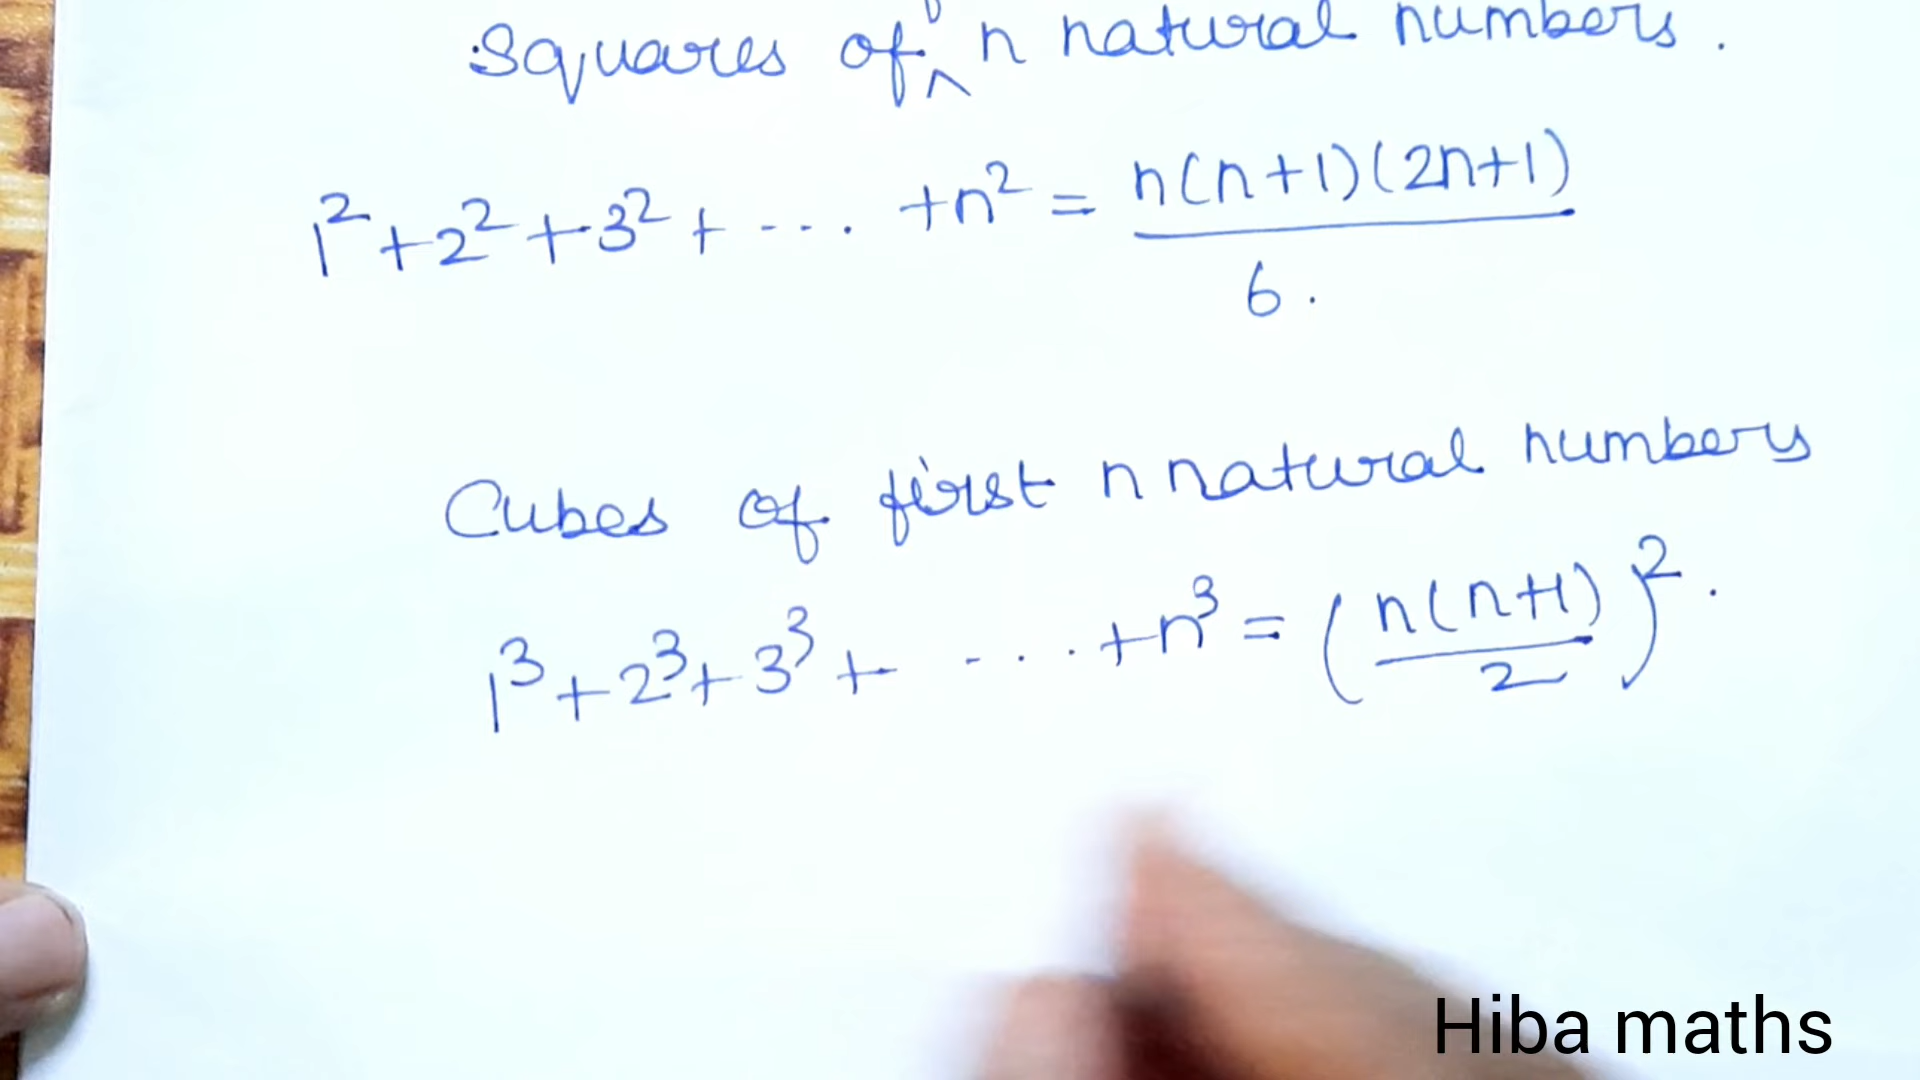 Squares of ^ n natural numbers.
1² + 2² + 3² + --- . + n² = n(n+1)(2n+1) / 6 .
Cubes of first n natural numbers
1³ + 2³ + 3³ + - . . . + n³ = (n(n+1) / 2)² .
Hiba maths